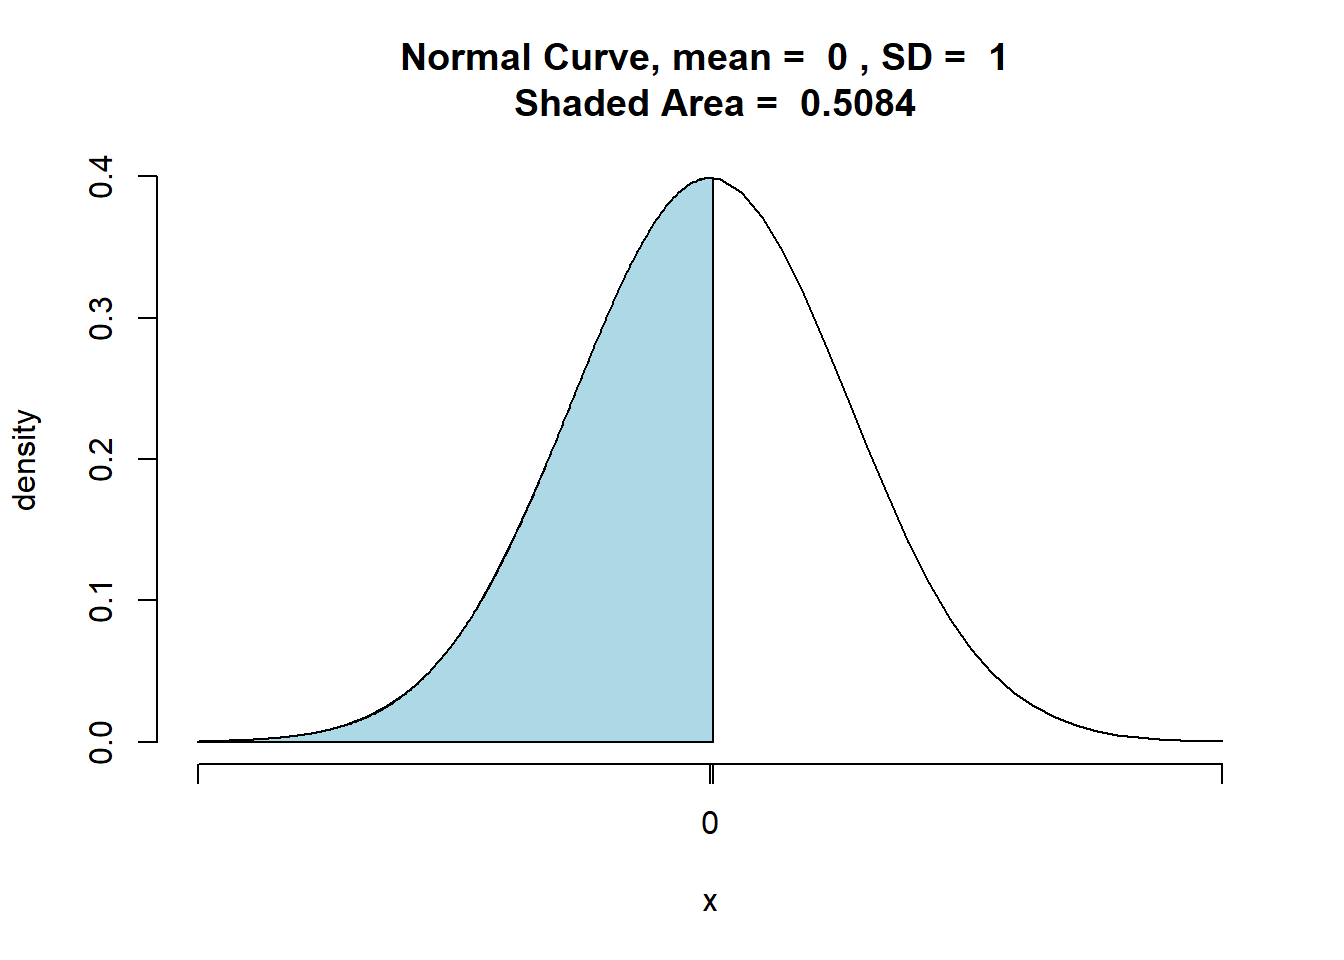 Normal Curve, mean =  0 , SD =  1
Shaded Area =  0.5084
0.4
0.3
0.2
0.1
0.0
density
0
x